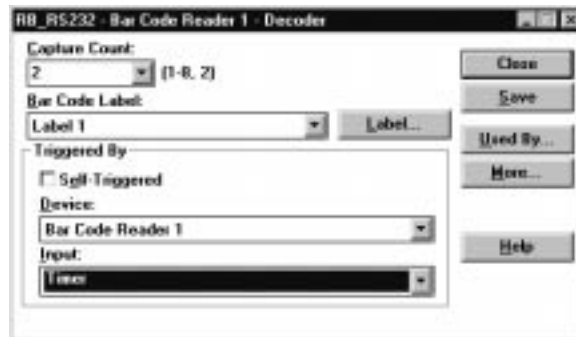 RB_RS232 - Bar Code Reader 1 - Decoder
Capture Count:
2 (1-8, 2)
Bar Code Label:
Label 1 Label...
Triggered By
Self-Triggered
Device:
Bar Code Reader 1
Input:
Timer
Close
Save
Used By...
More...
Help